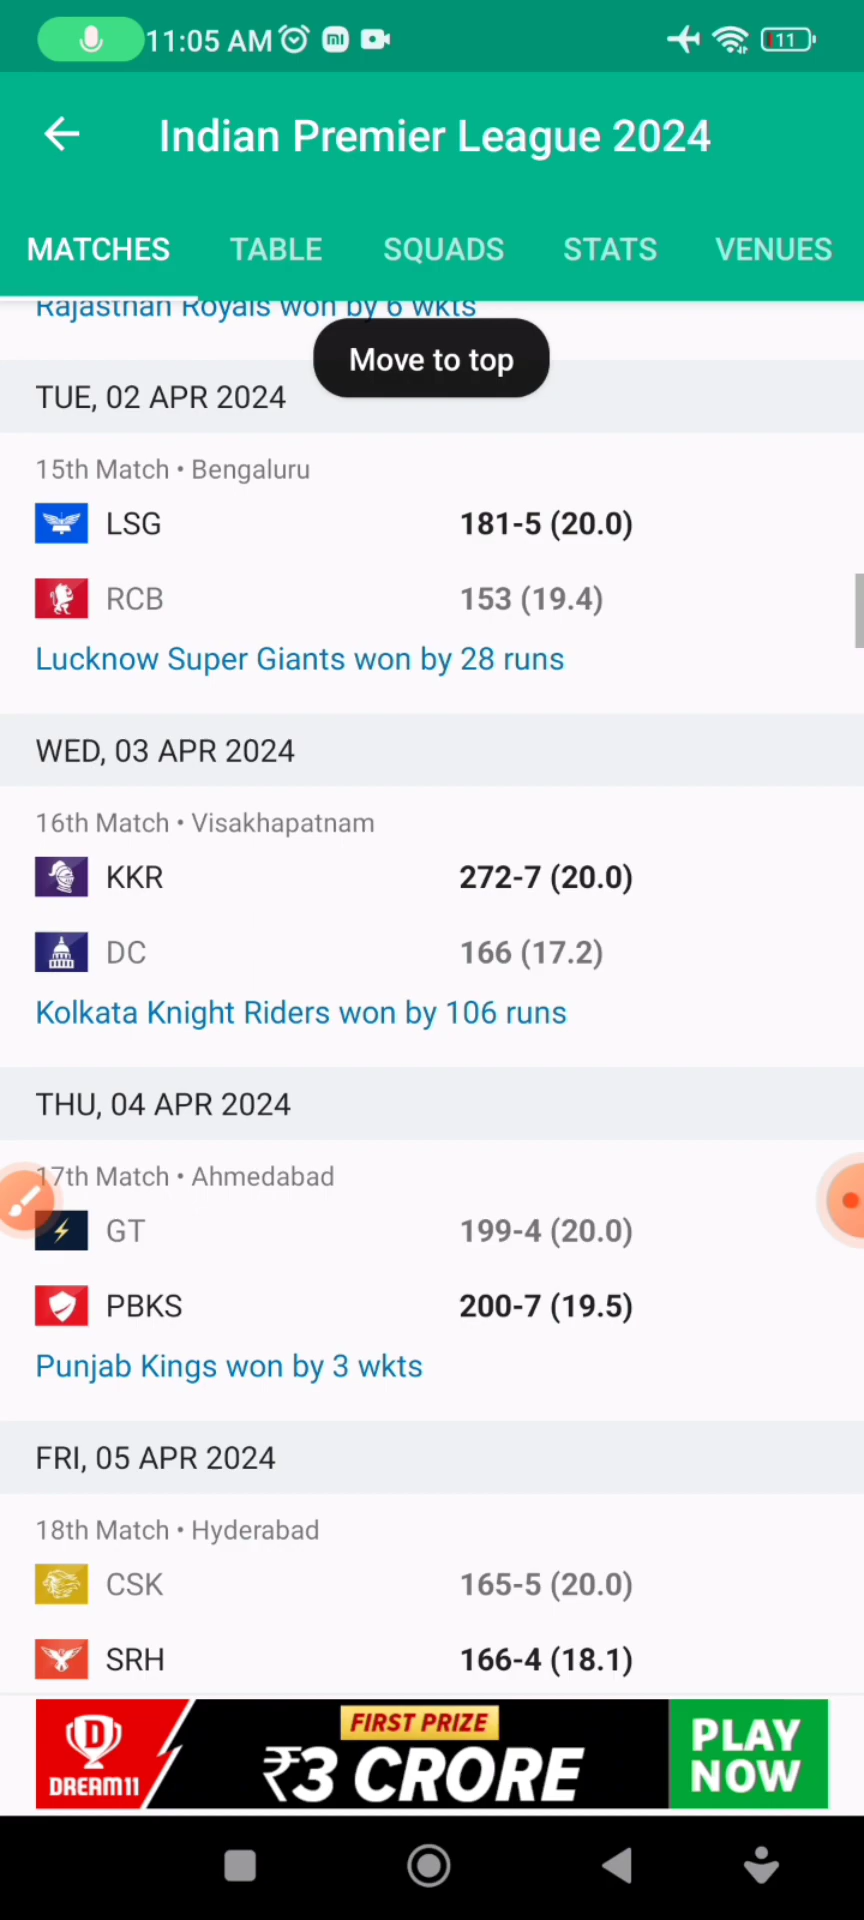 11:05 AM
mi
11
Indian Premier League 2024
MATCHES TABLE SQUADS STATS VENUES
Rajasthan Royals won by 6 wkts
Move to top
TUE, 02 APR 2024
15th Match • Bengaluru
LSG 181-5 (20.0)
RCB 153 (19.4)
Lucknow Super Giants won by 28 runs
WED, 03 APR 2024
16th Match • Visakhapatnam
KKR 272-7 (20.0)
DC 166 (17.2)
Kolkata Knight Riders won by 106 runs
THU, 04 APR 2024
17th Match • Ahmedabad
GT 199-4 (20.0)
PBKS 200-7 (19.5)
Punjab Kings won by 3 wkts
FRI, 05 APR 2024
18th Match • Hyderabad
CSK 165-5 (20.0)
SRH 166-4 (18.1)
D
DREAM11
FIRST PRIZE
₹3 CRORE
PLAY
NOW